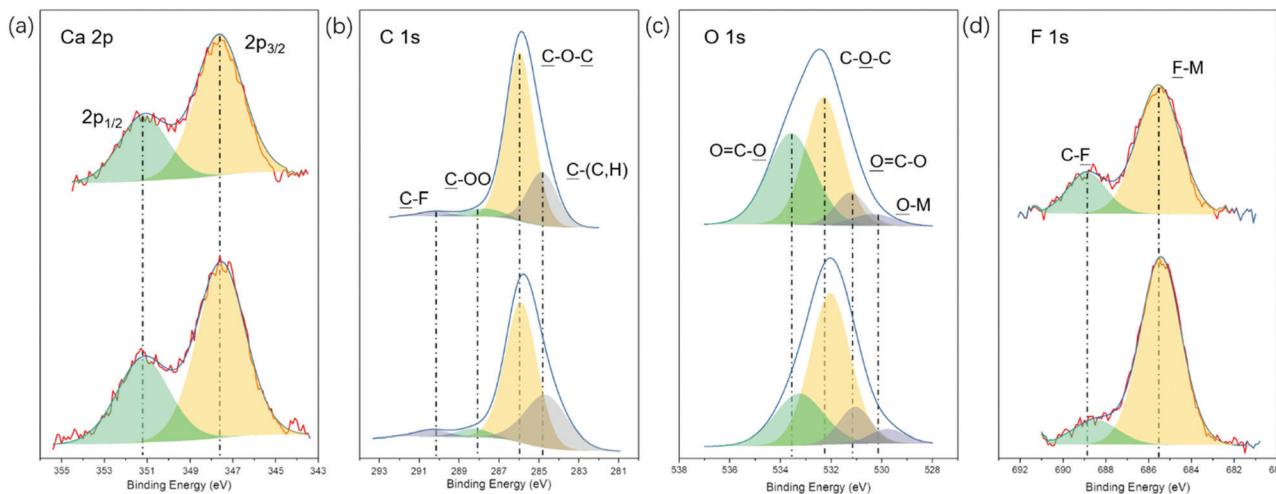 (a)
Ca 2p
2p3/2
2p1/2
355 351 349 347 345 343
Binding Energy (eV)
(b)
C 1s
C-O-C
C-OO
C-(C,H)
C-F
293 291 289 287 285 283 281
Binding Energy (eV)
(c)
O 1s
C-O-C
O=C-O
O=C-O
O-M
538 536 534 532 530 528
Binding Energy (eV)
(d)
F 1s
F-M
C-F
692 690 688 686 684 682
Binding Energy (eV)